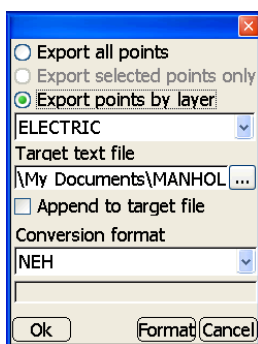 Export all points
Export selected points only
Export points by layer
ELECTRIC
Target text file
\My Documents\MANHOL ...
Append to target file
Conversion format
NEH
Ok Format Cancel